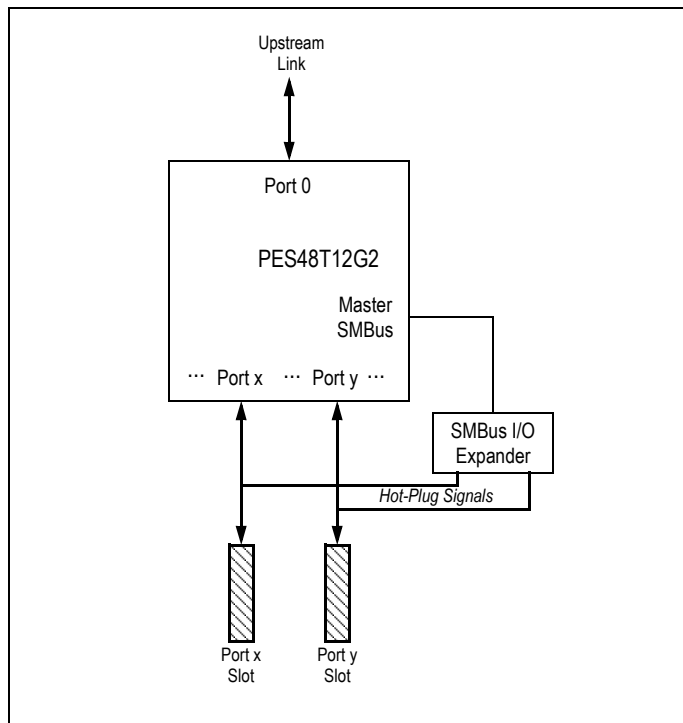 Upstream
Link
Port 0
PES48T12G2
Master
SMBus
··· Port x ··· Port y ···
SMBus I/O
Expander
Hot-Plug Signals
Port x
Slot
Port y
Slot